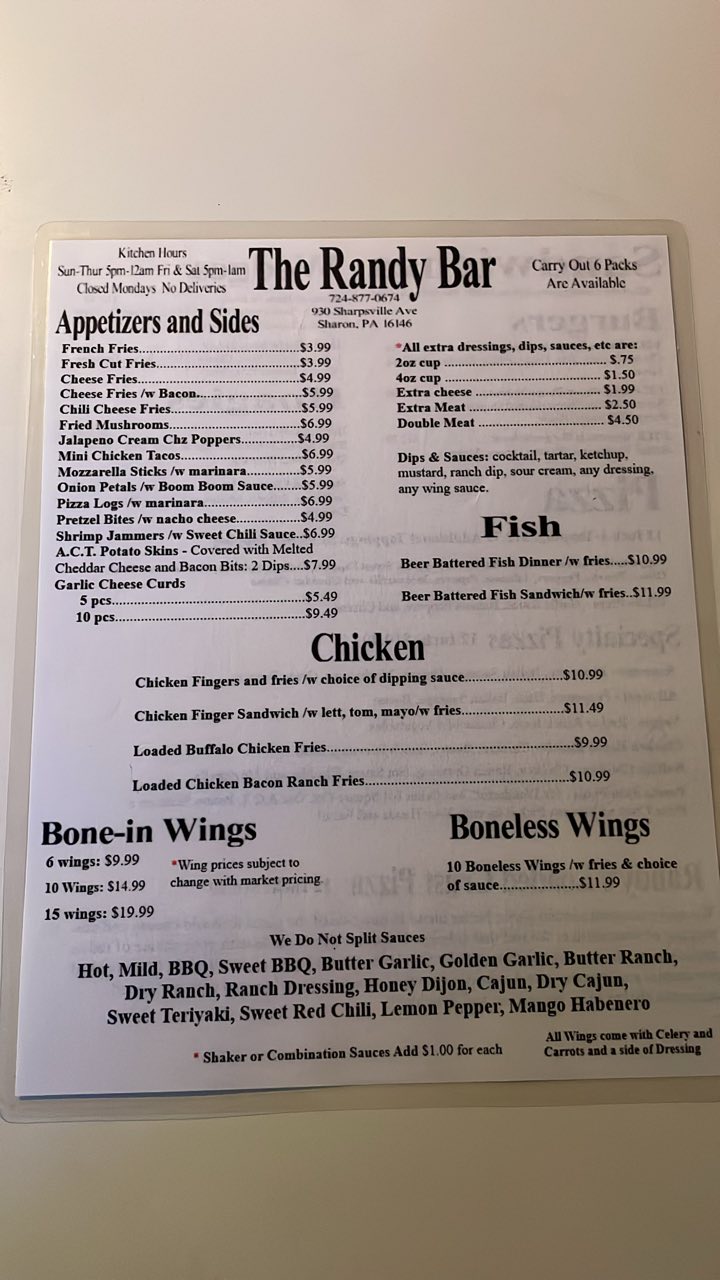 Kitchen Hours
Sun-Thur 5pm-12am Fri & Sat 5pm-1am
Closed Mondays No Deliveries
The Randy Bar
724-877-0674
930 Sharpsville Ave
Sharon, PA 16146
Carry Out 6 Packs
Are Available
Appetizers and Sides
French Fries...........................................$3.99
Fresh Cut Fries......................................$3.99
Cheese Fries..........................................$4.99
Cheese Fries /w Bacon..........................$5.99
Chili Cheese Fries..................................$5.99
Fried Mushrooms..................................$6.99
Jalapeno Cream Chz Poppers..............$4.99
Mini Chicken Tacos...............................$6.99
Mozzarella Sticks /w marinara.............$5.99
Onion Petals /w Boom Boom Sauce.......$5.99
Pizza Logs /w marinara.........................$6.99
Pretzel Bites /w nacho cheese.................$4.99
Shrimp Jammers /w Sweet Chili Sauce..$6.99
A.C.T. Potato Skins - Covered with Melted
Cheddar Cheese and Bacon Bits: 2 Dips....$7.99
Garlic Cheese Curds
5 pcs....................................................$5.49
10 pcs..................................................$9.49
*All extra dressings, dips, sauces, etc are:
2oz cup ........................................... $.75
4oz cup .......................................... $1.50
Extra cheese ................................... $1.99
Extra Meat ..................................... $2.50
Double Meat ................................... $4.50
Dips & Sauces: cocktail, tartar, ketchup,
mustard, ranch dip, sour cream, any dressing,
any wing sauce.
Fish
Beer Battered Fish Dinner /w fries.....$10.99
Beer Battered Fish Sandwich/w fries..$11.99
Chicken
Chicken Fingers and fries /w choice of dipping sauce..........................$10.99
Chicken Finger Sandwich /w lett, tom, mayo/w fries...........................$11.49
Loaded Buffalo Chicken Fries.................................................................$9.99
Loaded Chicken Bacon Ranch Fries.......................................................$10.99
Bone-in Wings
6 wings: $9.99
10 Wings: $14.99
15 wings: $19.99
*Wing prices subject to
change with market pricing.
Boneless Wings
10 Boneless Wings /w fries & choice
of sauce.....................$11.99
We Do Not Split Sauces
Hot, Mild, BBQ, Sweet BBQ, Butter Garlic, Golden Garlic, Butter Ranch,
Dry Ranch, Ranch Dressing, Honey Dijon, Cajun, Dry Cajun,
Sweet Teriyaki, Sweet Red Chili, Lemon Pepper, Mango Habenero
* Shaker or Combination Sauces Add $1.00 for each
All Wings come with Celery and
Carrots and a side of Dressing